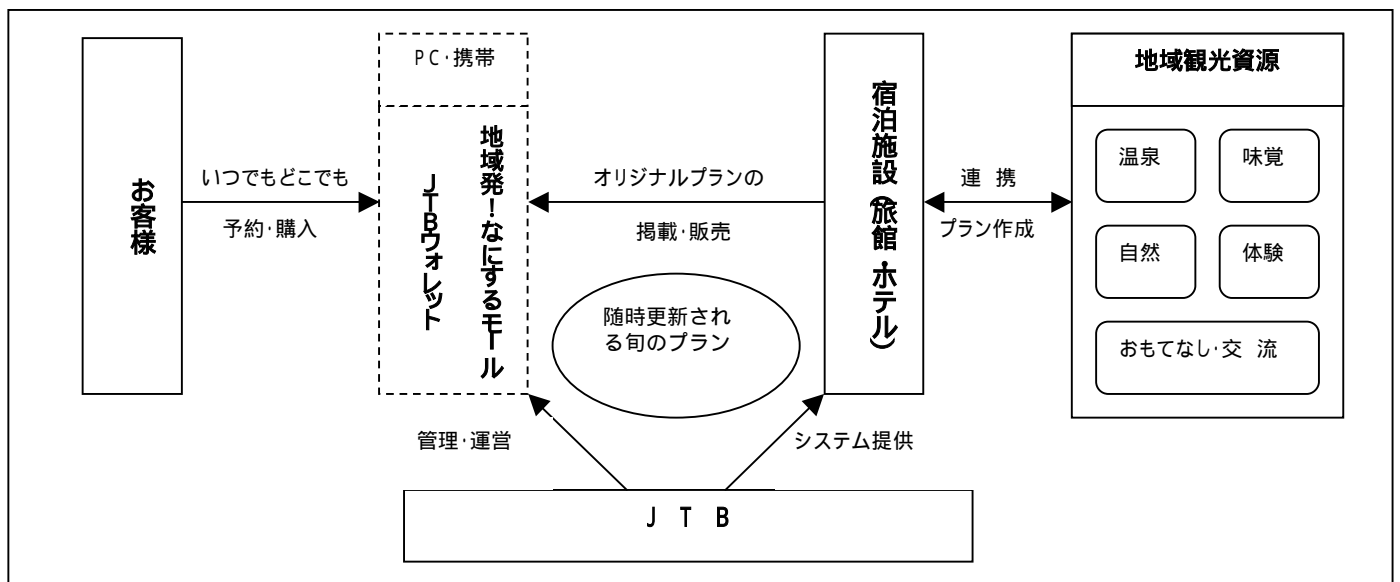 お客様
いつでもどこでも
予約・購入
PC・携帯
地域発!なにするモール
JTBウォレット
オリジナルプランの
掲載・販売
随時更新され
る旬のプラン
宿泊施設(旅館・ホテル)
連 携
プラン作成
地域観光資源
温泉
味覚
自然
体験
おもてなし・交 流
管理・運営
システム提供
J T B